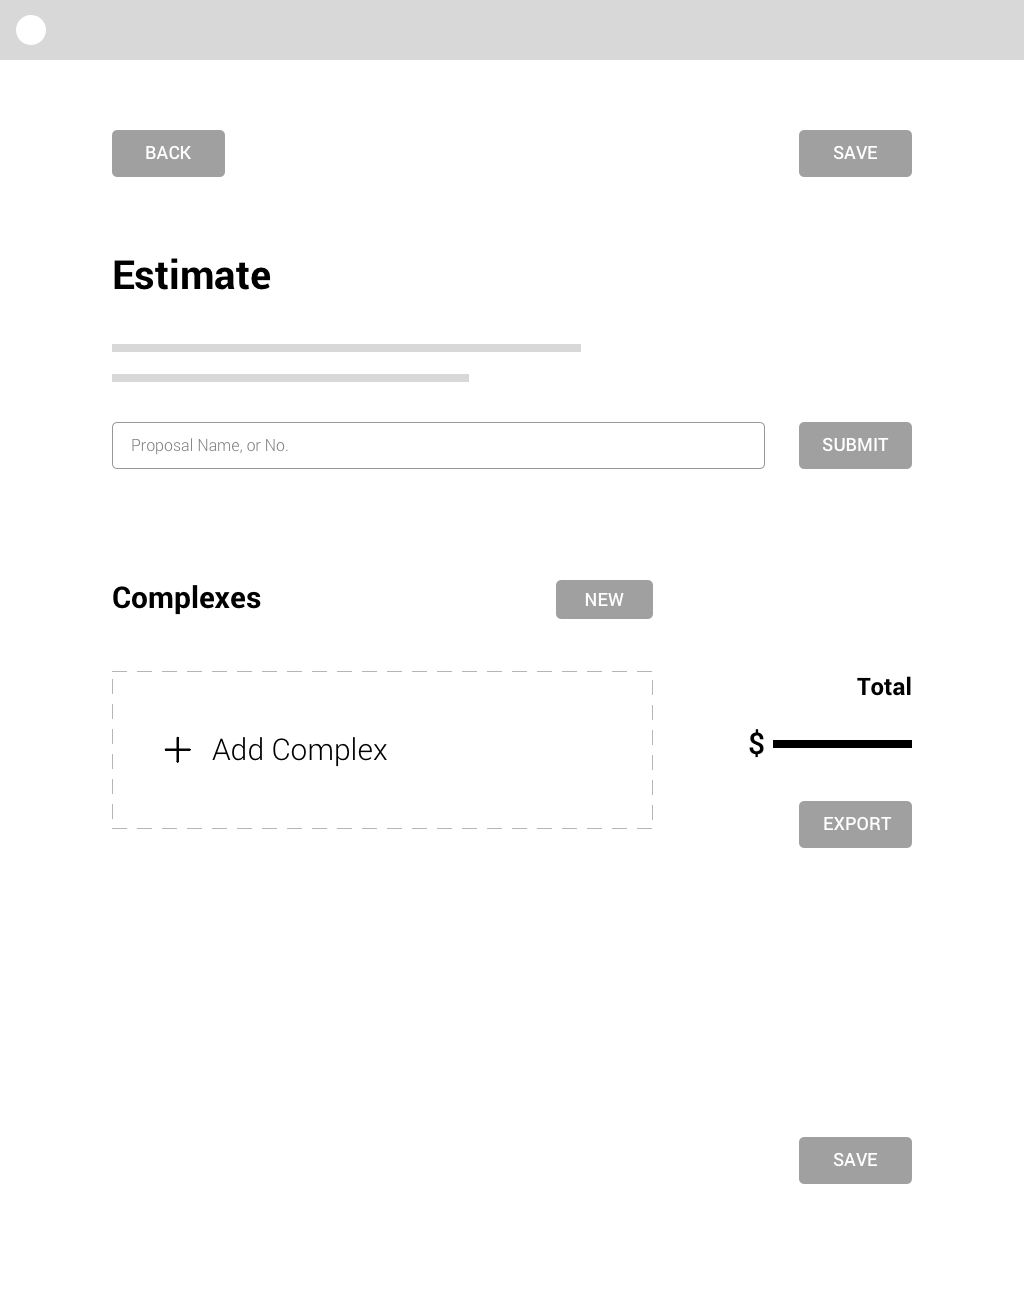 BACK
SAVE
Estimate
Proposal Name, or No.
SUBMIT
Complexes
NEW
Add Complex
Total
$
EXPORT
SAVE